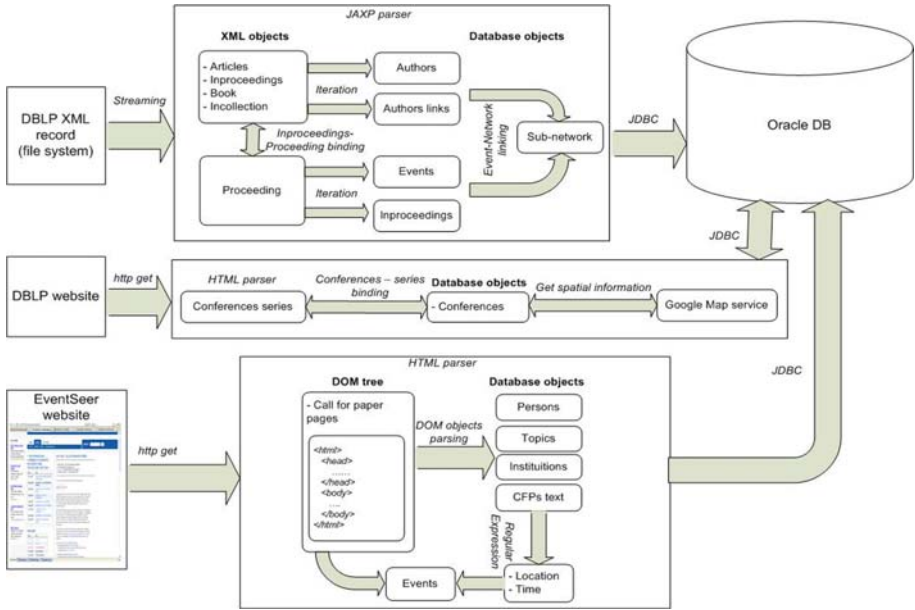 JAXP parser
XML objects
Database objects
- Articles
- Inproceedings
- Book
- Incollection
Authors
Iteration
Authors links
Streaming
DBLP XML
record
(file system)
Inproceedings-
Proceeding binding
Event-Network
linking
Sub-network
JDBC
Oracle DB
Proceeding
Events
Iteration
Inproceedings
JDBC
DBLP website
http get
HTML parser
Conferences series
Conferences – series
binding
Database objects
- Conferences
Get spatial information
Google Map service
HTML parser
EventSeer
website
http get
DOM tree
- Call for paper
pages
<html>
<head>
......
</head>
<body>
....
</body>
</html>
DOM objects
parsing
Database objects
Persons
Topics
Instituitions
CFPs text
Regular
Expression
Events
- Location
- Time
JDBC